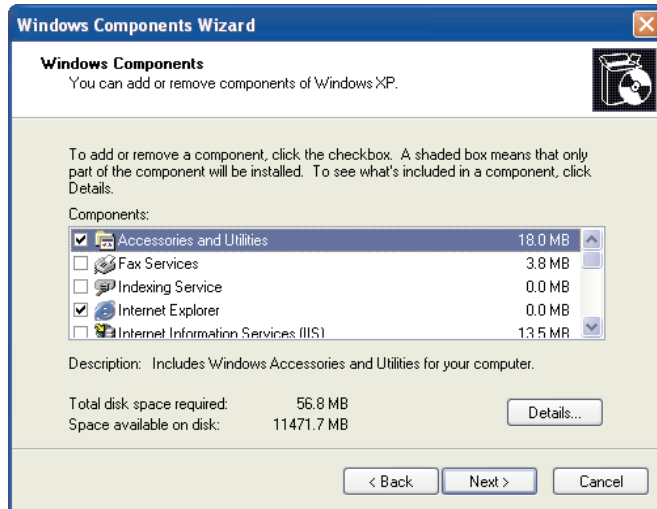 Windows Components Wizard
Windows Components
You can add or remove components of Windows XP.
To add or remove a component, click the checkbox. A shaded box means that only
part of the component will be installed. To see what's included in a component, click
Details.
Components:
Accessories and Utilities 18.0 MB
Fax Services 3.8 MB
Indexing Service 0.0 MB
Internet Explorer 0.0 MB
Internet Information Services (IIS) 13.5 MB
Description: Includes Windows Accessories and Utilities for your computer.
Total disk space required: 56.8 MB
Space available on disk: 11471.7 MB
Details...
< Back Next > Cancel